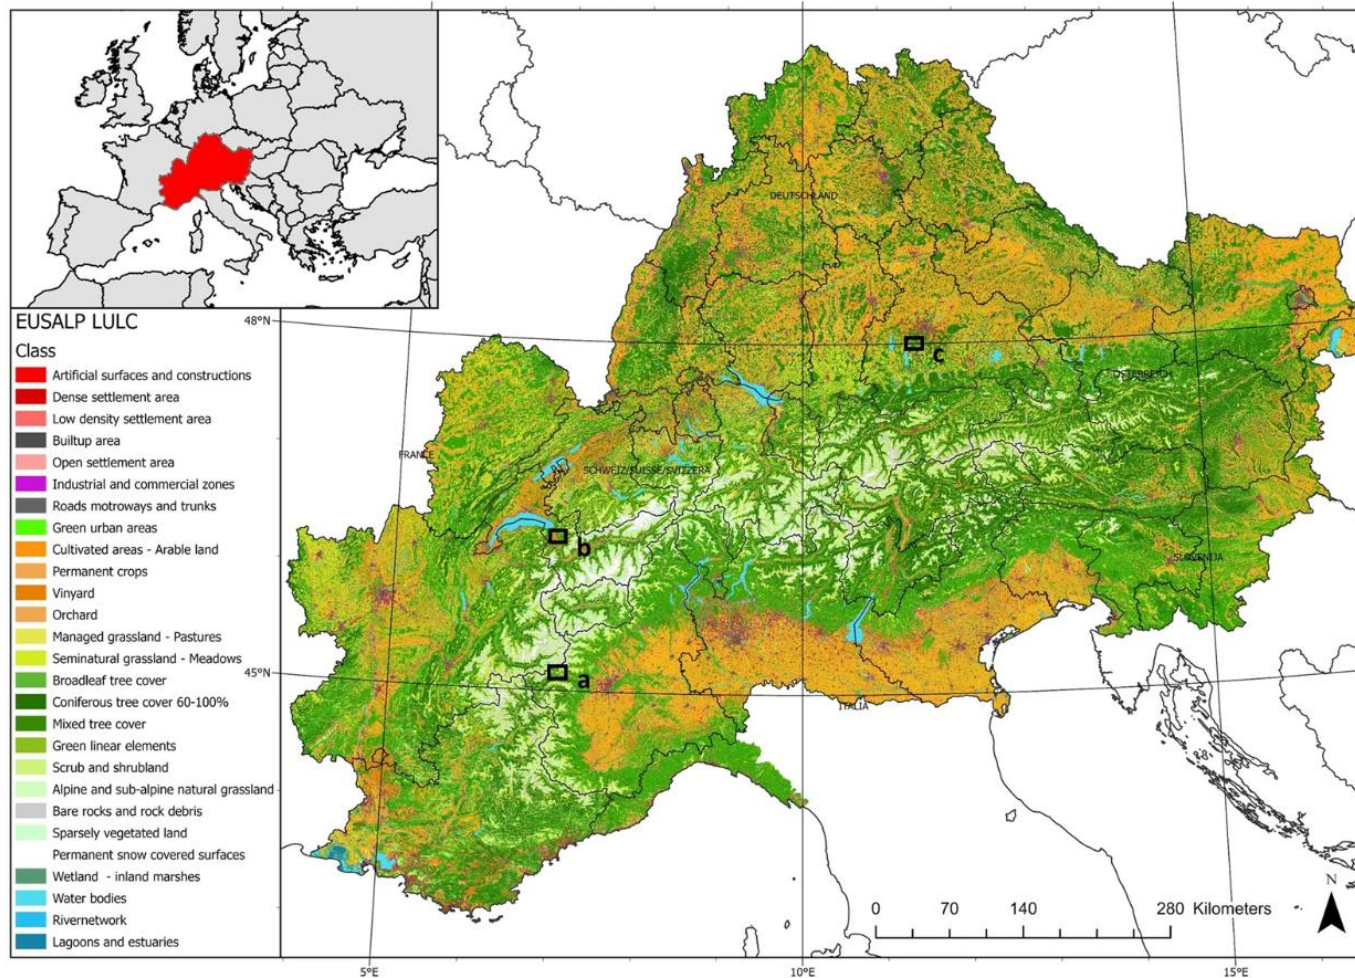 EUSALP LULC
Class
Artificial surfaces and constructions
Dense settlement area
Low density settlement area
Builtup area
Open settlement area
Industrial and commercial zones
Roads motroways and trunks
Green urban areas
Cultivated areas - Arable land
Permanent crops
Vinyard
Orchard
Managed grassland - Pastures
Seminatural grassland - Meadows
Broadleaf tree cover
Coniferous tree cover 60-100%
Mixed tree cover
Green linear elements
Scrub and shrubland
Alpine and sub-alpine natural grassland
Bare rocks and rock debris
Sparsely vegetated land
Permanent snow covered surfaces
Wetland - inland marshes
Water bodies
Rivernetwork
Lagoons and estuaries
48°N
45°N
DEUTSCHLAND
c
ÖSTERREICH
FRANCE
SCHWEIZ/SUISSE/SVIZZERA
b
SLOVENIJA
a
ITALIA
N
0 70 140 280 Kilometers
5°E 10°E 15°E